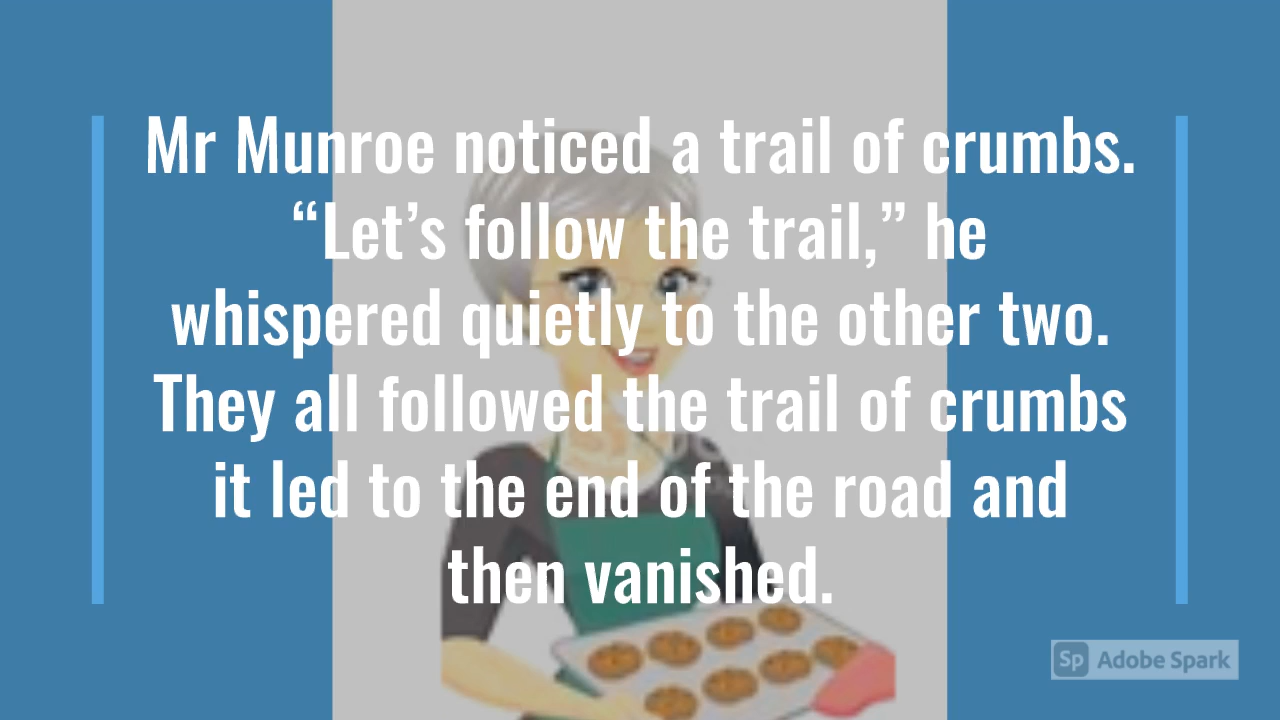 Mr Munroe noticed a trail of crumbs.
“Let’s follow the trail,” he
whispered quietly to the other two.
They all followed the trail of crumbs
it led to the end of the road and
then vanished.
Sp Adobe Spark